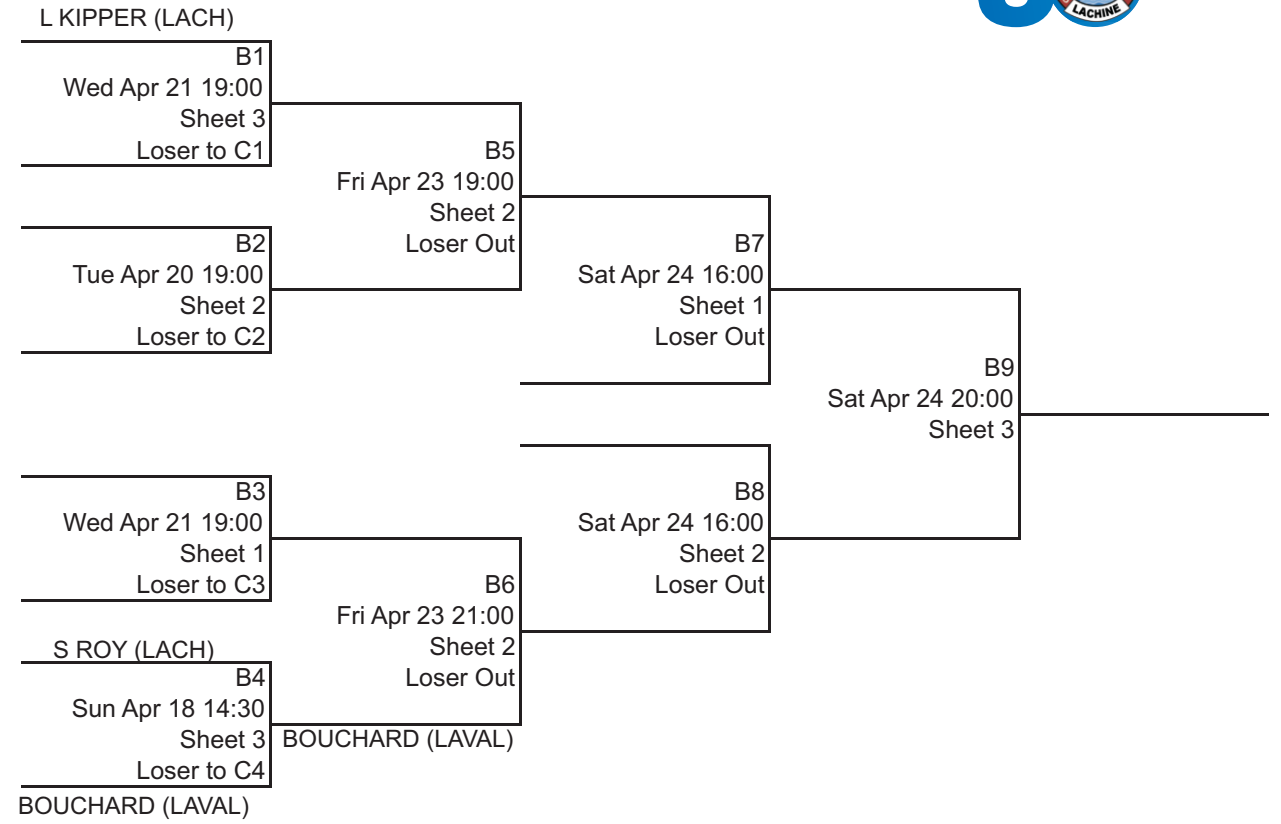 L KIPPER (LACH)
LACHINE
B1
Wed Apr 21 19:00
Sheet 3
Loser to C1
B5
Fri Apr 23 19:00
Sheet 2
Loser Out
B2
Tue Apr 20 19:00
Sheet 2
Loser to C2
B7
Sat Apr 24 16:00
Sheet 1
Loser Out
B9
Sat Apr 24 20:00
Sheet 3
B3
Wed Apr 21 19:00
Sheet 1
Loser to C3
B8
Sat Apr 24 16:00
Sheet 2
Loser Out
B6
Fri Apr 23 21:00
Sheet 2
Loser Out
S ROY (LACH)
B4
Sun Apr 18 14:30
Sheet 3
Loser to C4
BOUCHARD (LAVAL)
BOUCHARD (LAVAL)